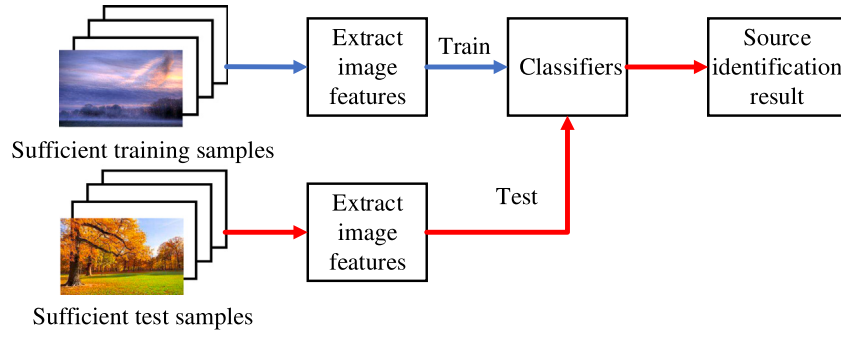 Extract
image
features
Train
Classifiers
Source
identification
result
Sufficient training samples
Extract
image
features
Test
Sufficient test samples